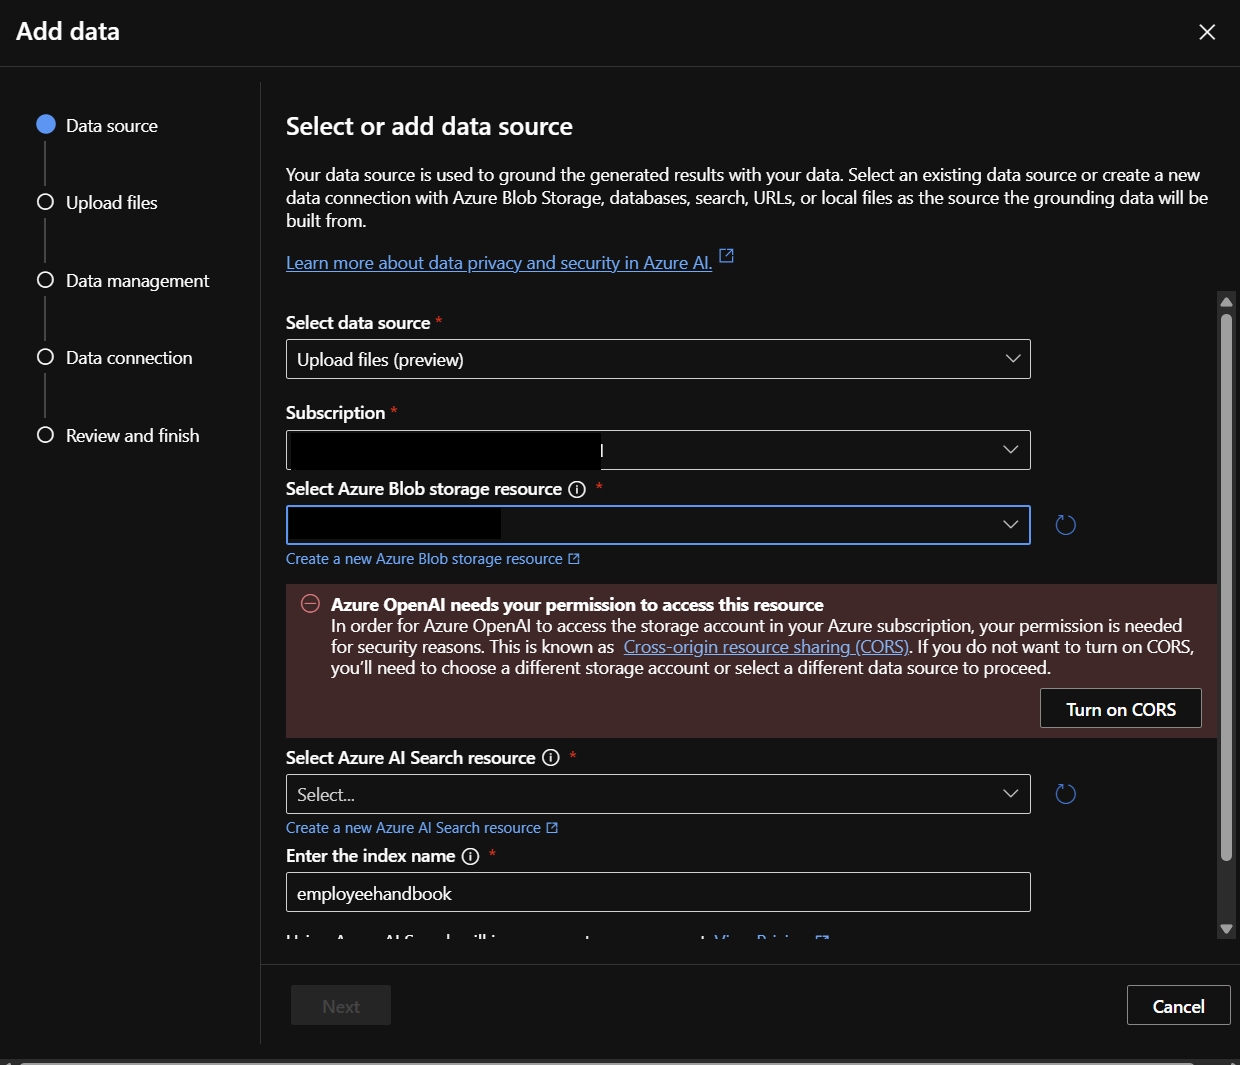 Add data
Data source
Upload files
Data management
Data connection
Review and finish
Select or add data source
Your data source is used to ground the generated results with your data. Select an existing data source or create a new
data connection with Azure Blob Storage, databases, search, URLs, or local files as the source the grounding data will be
built from.
Learn more about data privacy and security in Azure AI.
Select data source *
Upload files (preview)
Subscription *
Select Azure Blob storage resource *
Create a new Azure Blob storage resource
Azure OpenAI needs your permission to access this resource
In order for Azure OpenAI to access the storage account in your Azure subscription, your permission is needed
for security reasons. This is known as Cross-origin resource sharing (CORS). If you do not want to turn on CORS,
you'll need to choose a different storage account or select a different data source to proceed.
Turn on CORS
Select Azure AI Search resource *
Select...
Create a new Azure AI Search resource
Enter the index name *
employeehandbook
Next
Cancel